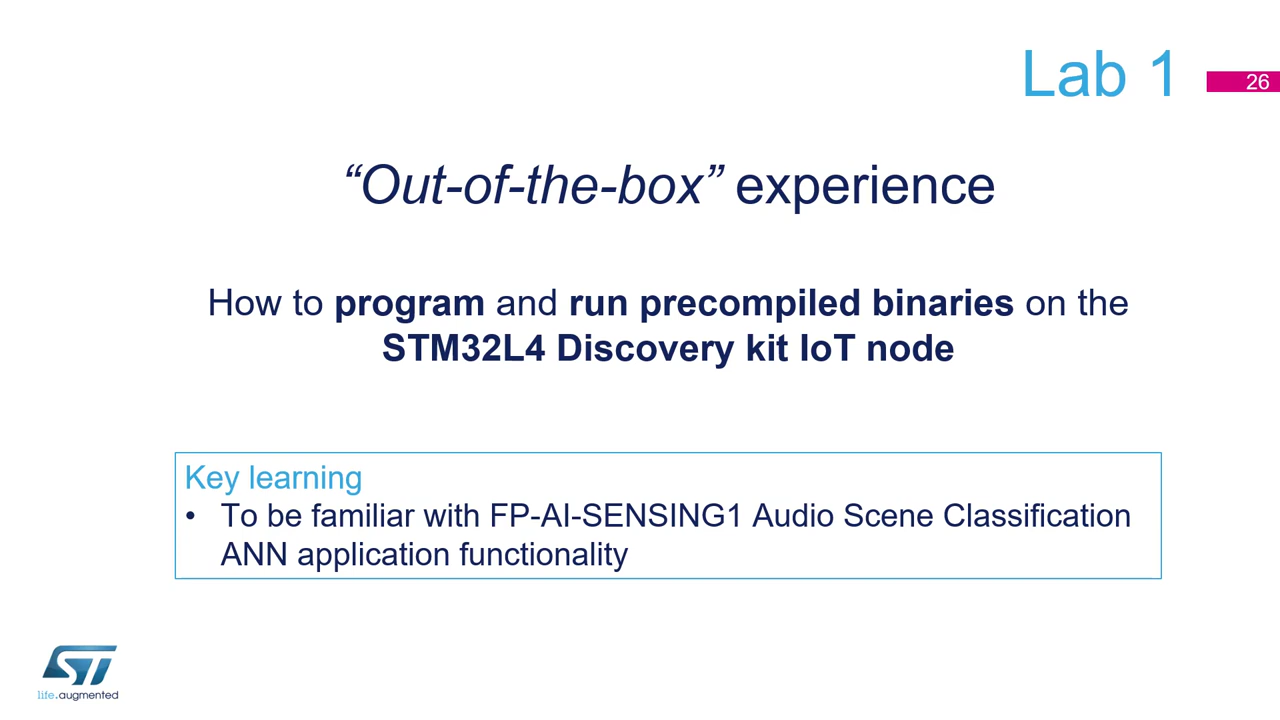 Lab 1
26
“Out-of-the-box” experience
How to program and run precompiled binaries on the
STM32L4 Discovery kit IoT node
Key learning
• To be familiar with FP-AI-SENSING1 Audio Scene Classification
ANN application functionality
ST
life.augmented